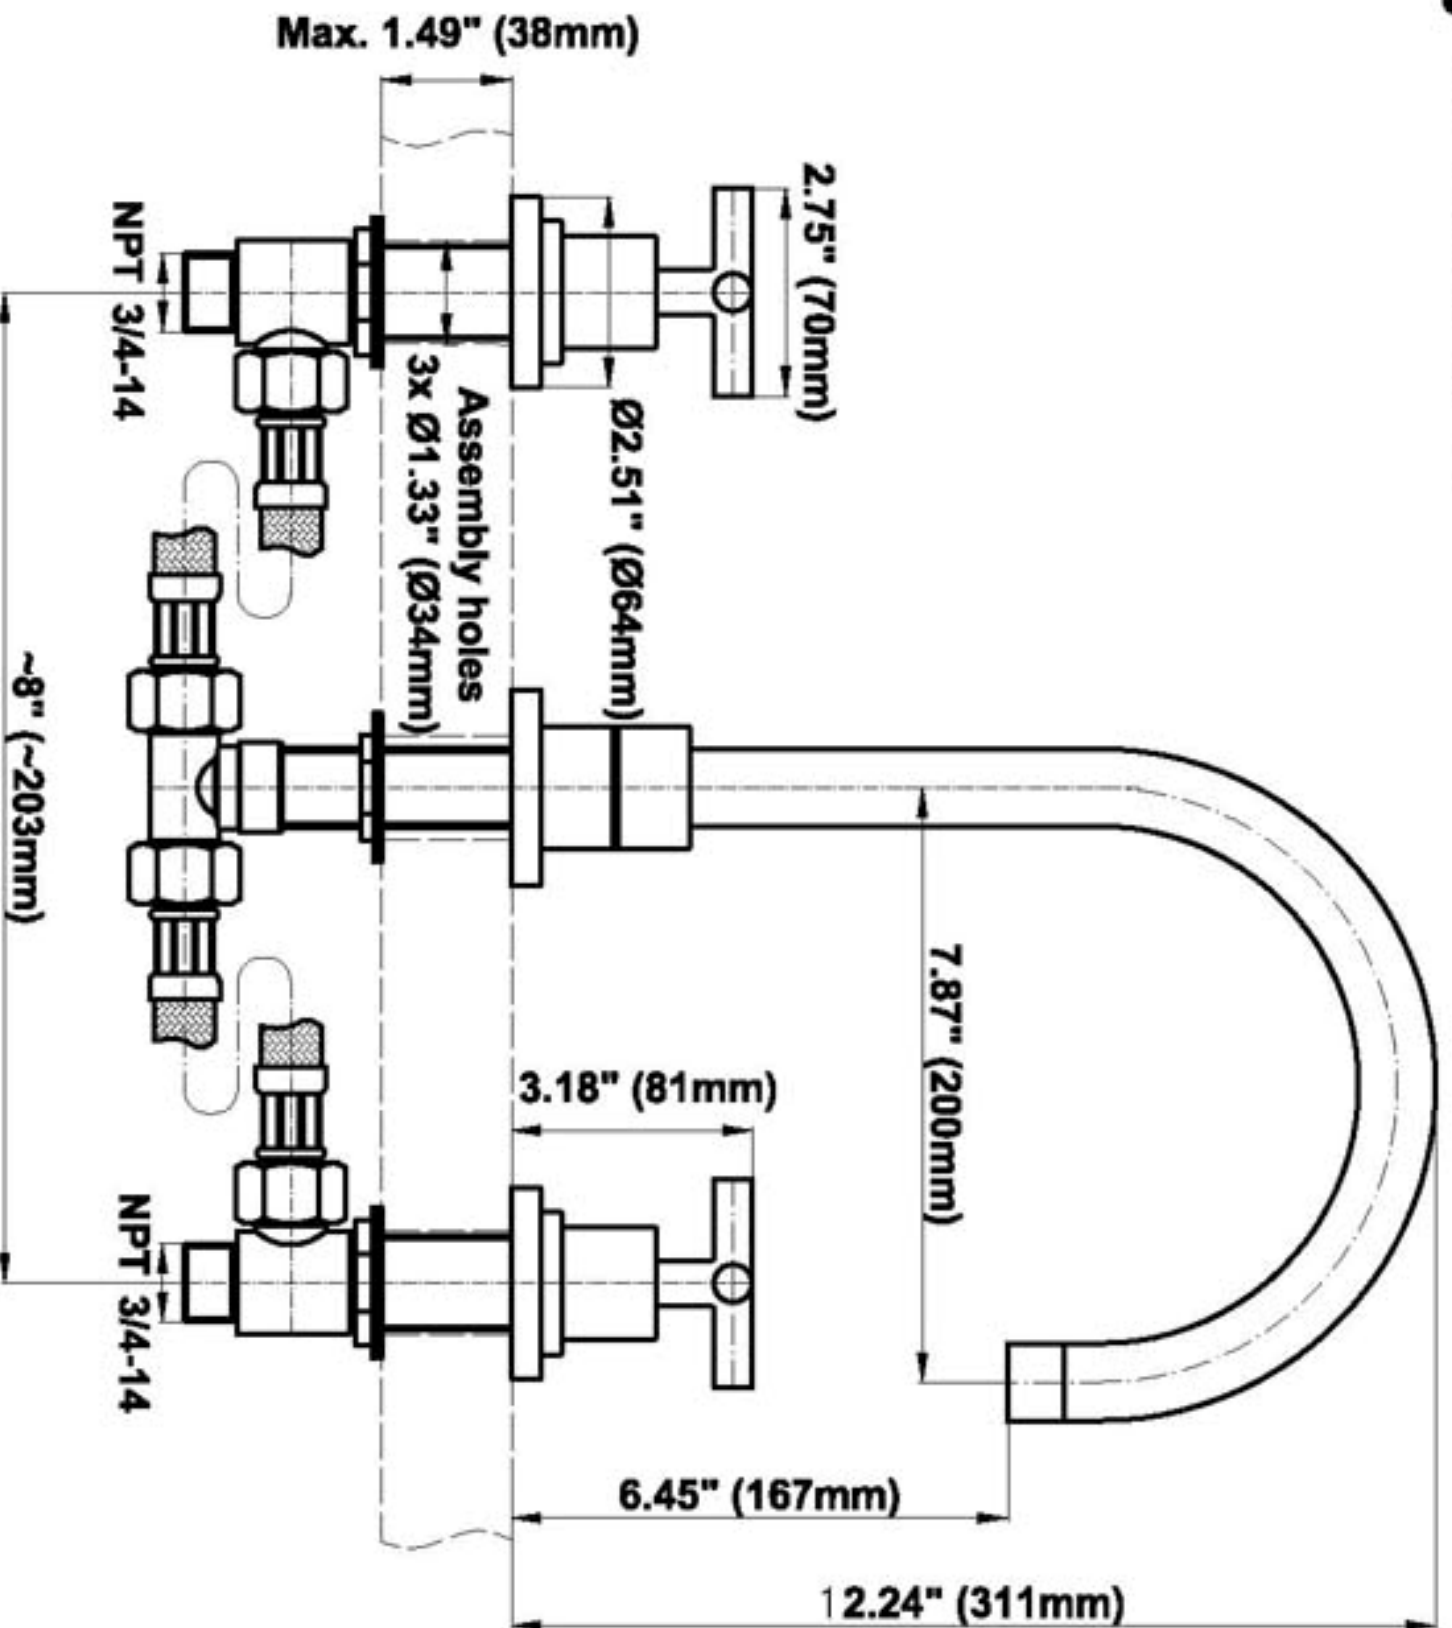 Max. 1.49" (38mm)
2.75" (70mm)
NPT 3/4-14
Assembly holes
3x Ø1.33" (Ø34mm)
Ø2.51" (Ø64mm)
~8" (~203mm)
7.87" (200mm)
3.18" (81mm)
NPT 3/4-14
6.45" (167mm)
12.24" (311mm)